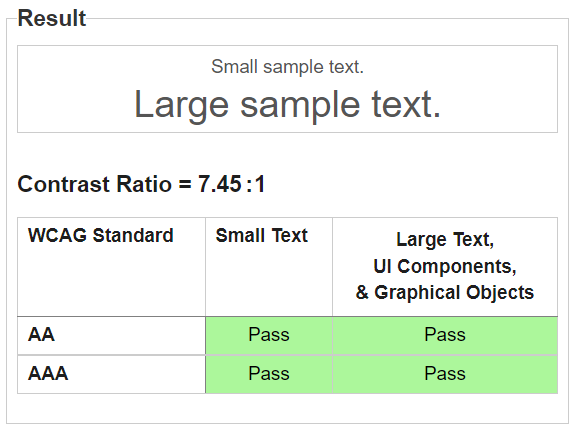 Result
Small sample text.
Large sample text.
Contrast Ratio = 7.45:1
WCAG Standard Small Text Large Text,
UI Components,
& Graphical Objects
AA Pass Pass
AAA Pass Pass